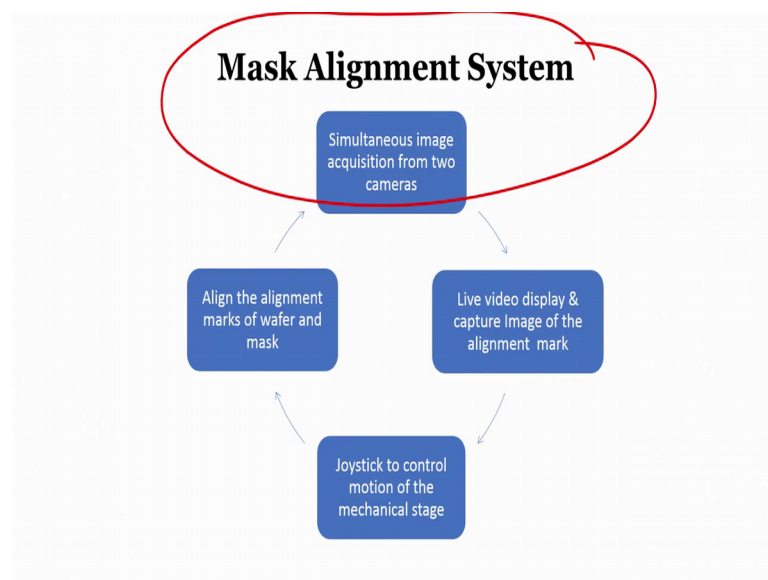 Mask Alignment System
Simultaneous image
acquisition from two
cameras
Align the alignment
marks of wafer and
mask
Live video display &
capture Image of the
alignment mark
Joystick to control
motion of the
mechanical stage